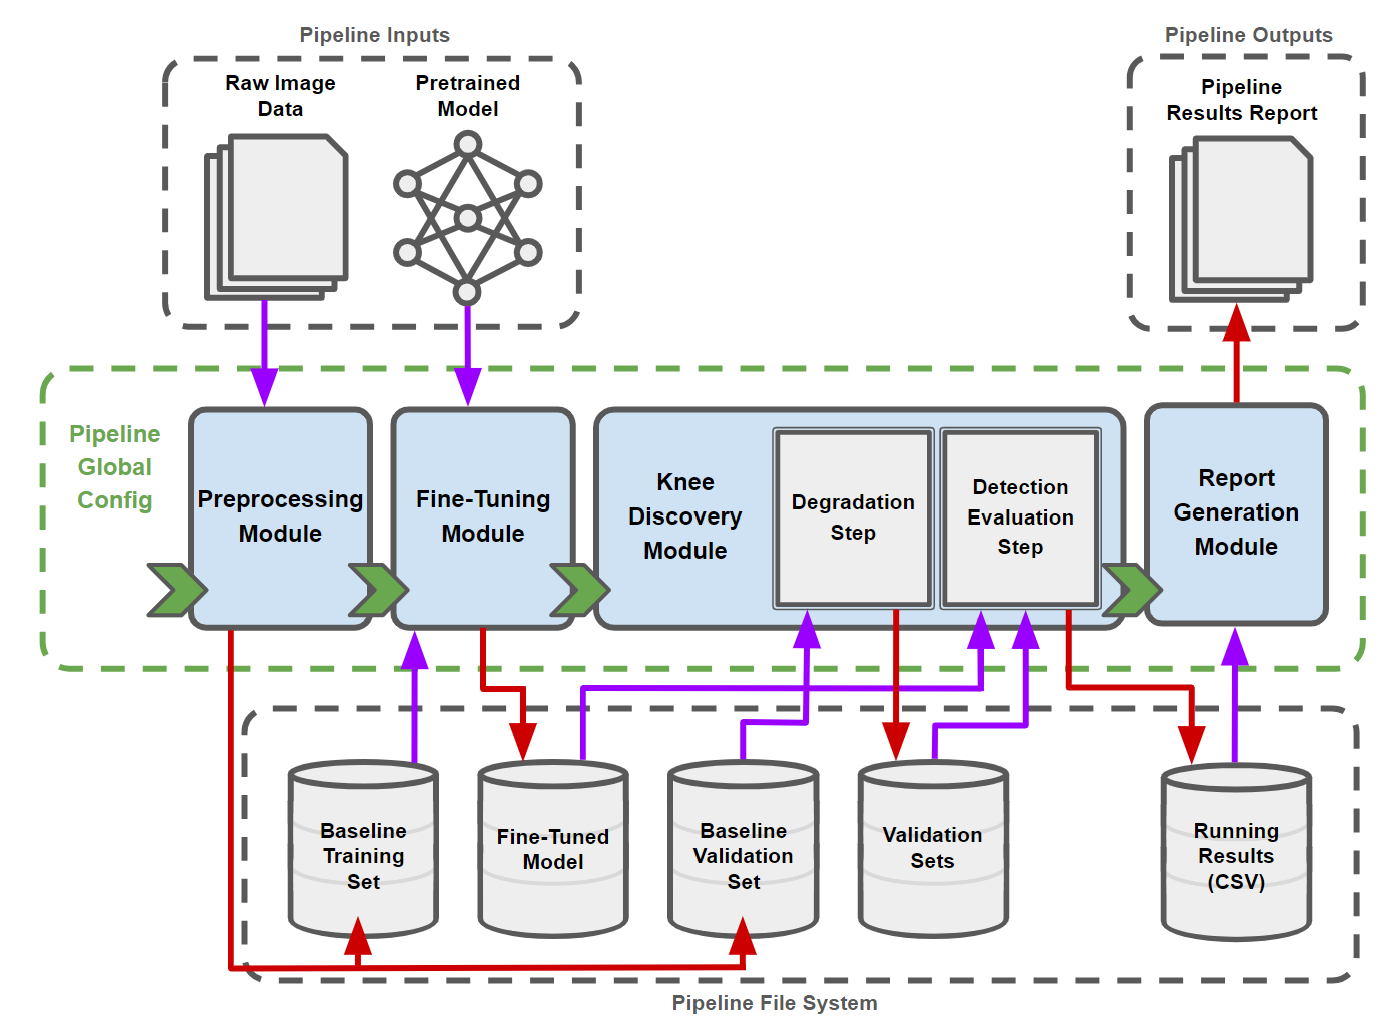 Pipeline Inputs
Pipeline Outputs
Raw Image
Data
Pretrained
Model
Pipeline
Results Report
Pipeline
Global
Config
Preprocessing
Module
Fine-Tuning
Module
Knee
Discovery
Module
Degradation
Step
Detection
Evaluation
Step
Report
Generation
Module
Baseline
Training
Set
Fine-Tuned
Model
Baseline
Validation
Set
Validation
Sets
Running
Results
(CSV)
Pipeline File System